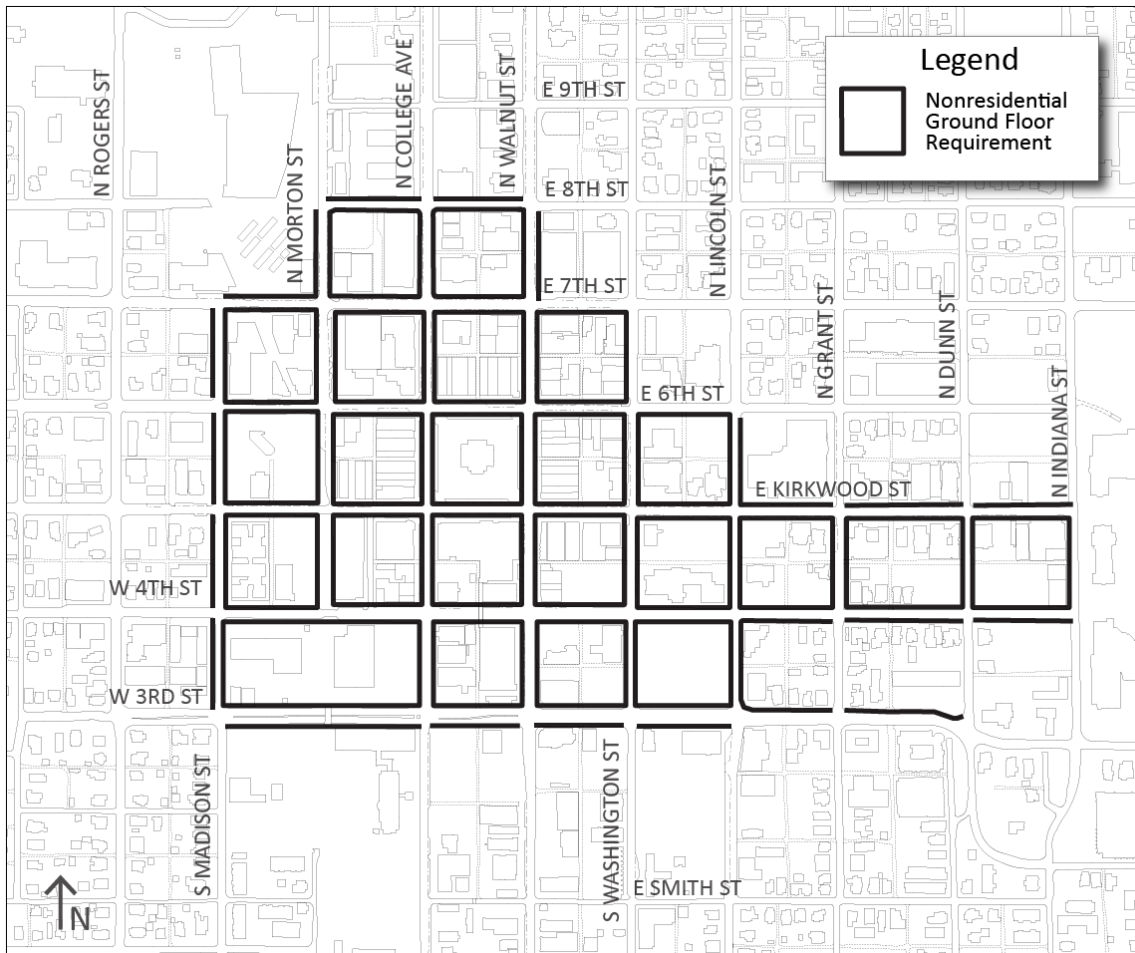 Legend
Nonresidential
Ground Floor
Requirement
N ROGERS ST
N MORTON ST
N COLLEGE AVE
N WALNUT ST
E 9TH ST
E 8TH ST
E 7TH ST
N LINCOLN ST
N GRANT ST
N DUNN ST
N INDIANA ST
E 6TH ST
E KIRKWOOD ST
W 4TH ST
W 3RD ST
S MADISON ST
S WASHINGTON ST
E SMITH ST
N